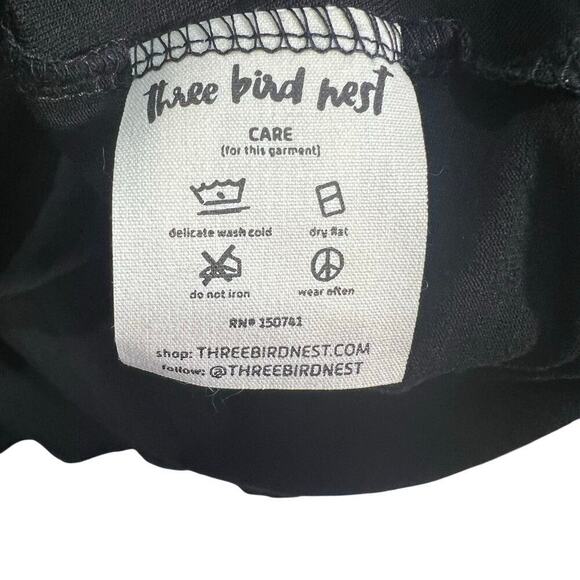 three bird nest
CARE
(for this garment)
delicate wash cold
dry flat
do not iron
wear often
RN# 150741
shop: THREEBIRDNEST.COM
follow: @THREEBIRDNEST